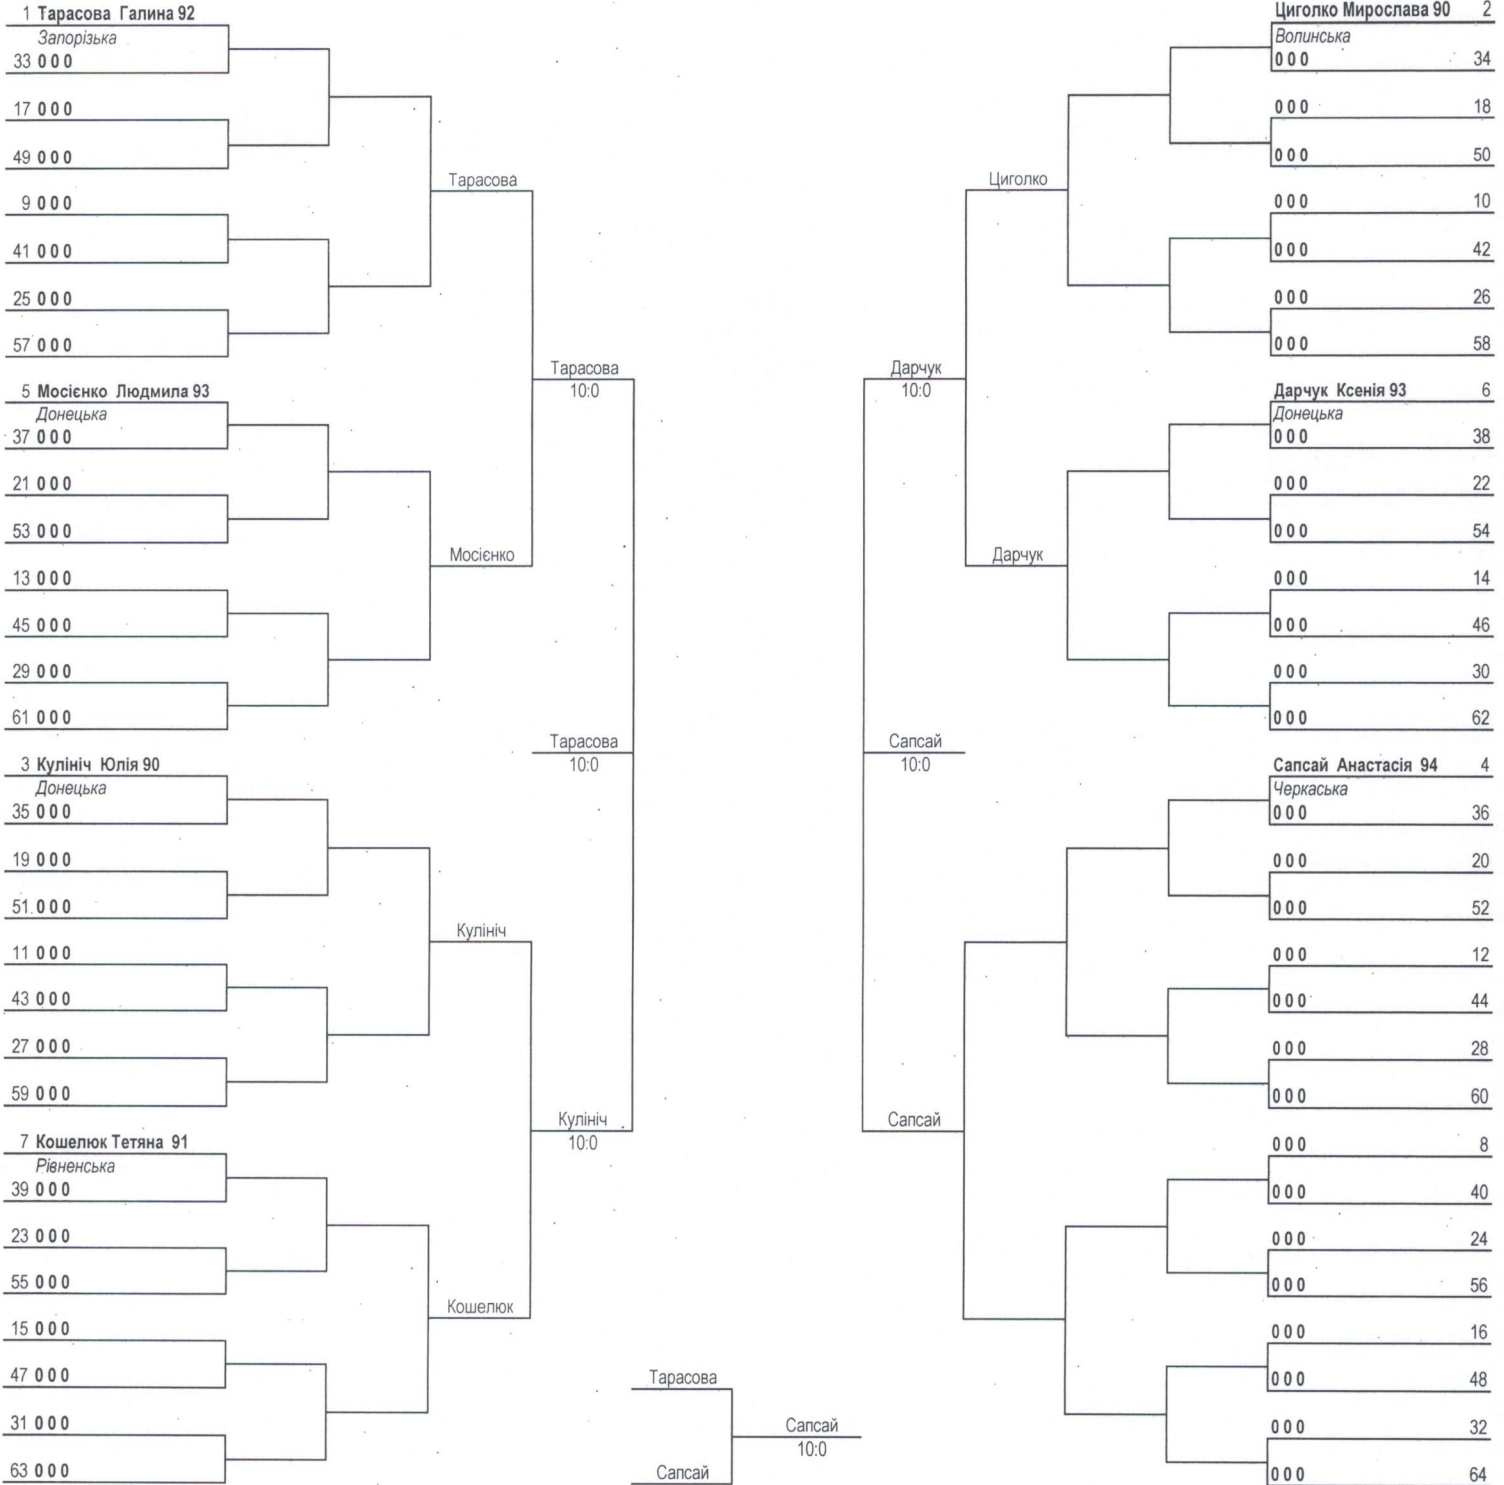 1 Тарасова Галина 92
Запорізька
33 0 0 0
17 0 0 0
49 0 0 0
9 0 0 0
41 0 0 0
25 0 0 0
57 0 0 0
5 Мосієнко Людмила 93
Донецька
37 0 0 0
21 0 0 0
53 0 0 0
13 0 0 0
45 0 0 0
29 0 0 0
61 0 0 0
3 Кулініч Юлія 90
Донецька
35 0 0 0
19 0 0 0
51 0 0 0
11 0 0 0
43 0 0 0
27 0 0 0
59 0 0 0
7 Кошелюк Тетяна 91
Рівненська
39 0 0 0
23 0 0 0
55 0 0 0
15 0 0 0
47 0 0 0
31 0 0 0
63 0 0 0
Тарасова
Мосієнко
Кулініч
Кошелюк
Тарасова
10:0
Кулініч
10:0
Тарасова
10:0
Тарасова
Сапсай
Сапсай
10:0
Сапсай
10:0
Дарчук
10:0
Сапсай
Циголко
Дарчук
Циголко Мирослава 90 2
Волинська
0 0 0 34
0 0 0 18
0 0 0 50
0 0 0 10
0 0 0 42
0 0 0 26
0 0 0 58
Дарчук Ксенія 93 6
Донецька
0 0 0 38
0 0 0 22
0 0 0 54
0 0 0 14
0 0 0 46
0 0 0 30
0 0 0 62
Сапсай Анастасія 94 4
Черкаська
0 0 0 36
0 0 0 20
0 0 0 52
0 0 0 12
0 0 0 44
0 0 0 28
0 0 0 60
0 0 0 8
0 0 0 40
0 0 0 24
0 0 0 56
0 0 0 16
0 0 0 48
0 0 0 32
0 0 0 64